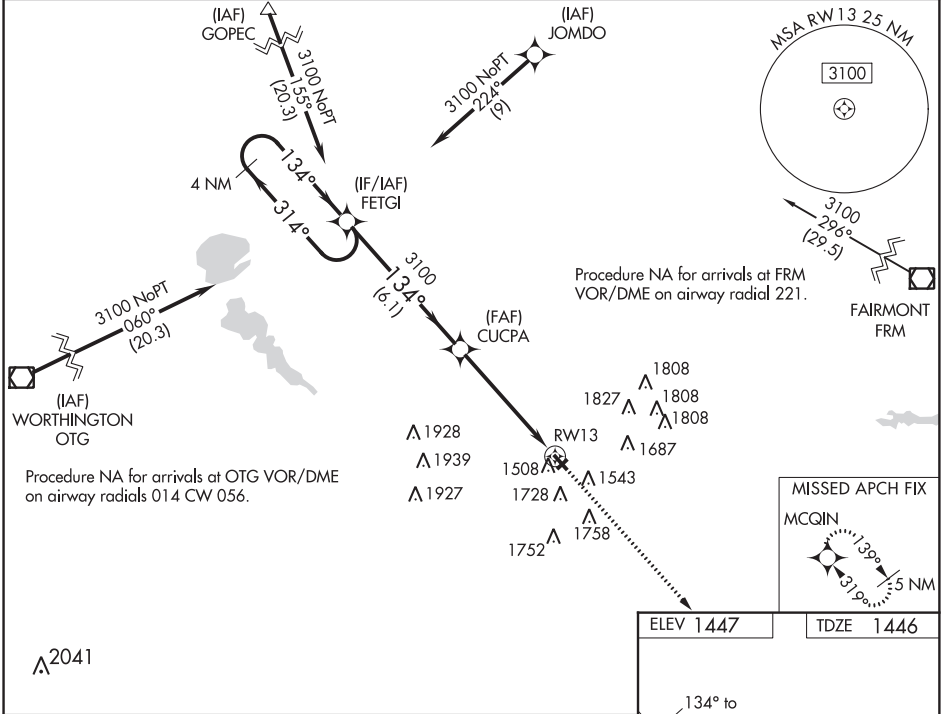 (IAF)
GOPEC
3100 NoPT
155°
(20.3)
(IAF)
JOMDO
3100 NoPT
224°
(9)
MSA RW13 25 NM
3100
4 NM
134°
314°
(IF/IAF)
FETGI
3100
134°
(6.1)
(FAF)
CUCPA
3100
296°
(29.5)
FAIRMONT
FRM
Procedure NA for arrivals at FRM
VOR/DME on airway radial 221.
3100 NoPT
060°
(20.3)
(IAF)
WORTHINGTON
OTG
Procedure NA for arrivals at OTG VOR/DME
on airway radials 014 CW 056.
1928
1939
1927
1808
1827
1808
1808
1687
RW13
1508
1543
1728
1758
1752
2041
MISSED APCH FIX
MCQIN
139°
319°
5 NM
ELEV 1447
TDZE 1446
134° to